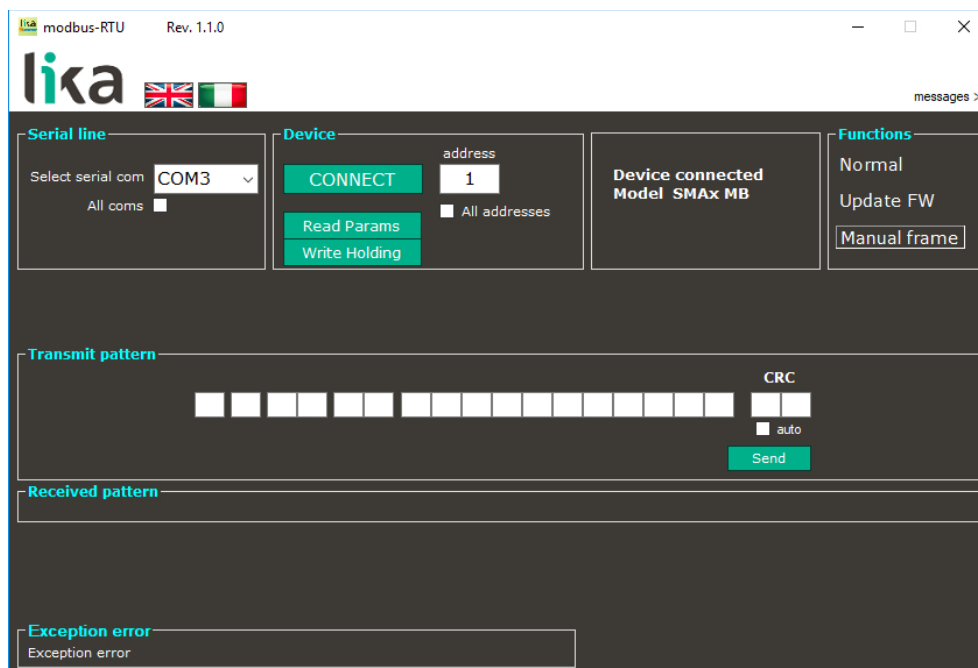 lika modbus-RTU Rev. 1.1.0
lika
messages >
Serial line
Select serial com COM3
All coms
Device
address
CONNECT 1
All addresses
Read Params
Write Holding
Device connected
Model SMAx MB
Functions
Normal
Update FW
Manual frame
Transmit pattern
CRC
auto
Send
Received pattern
Exception error
Exception error